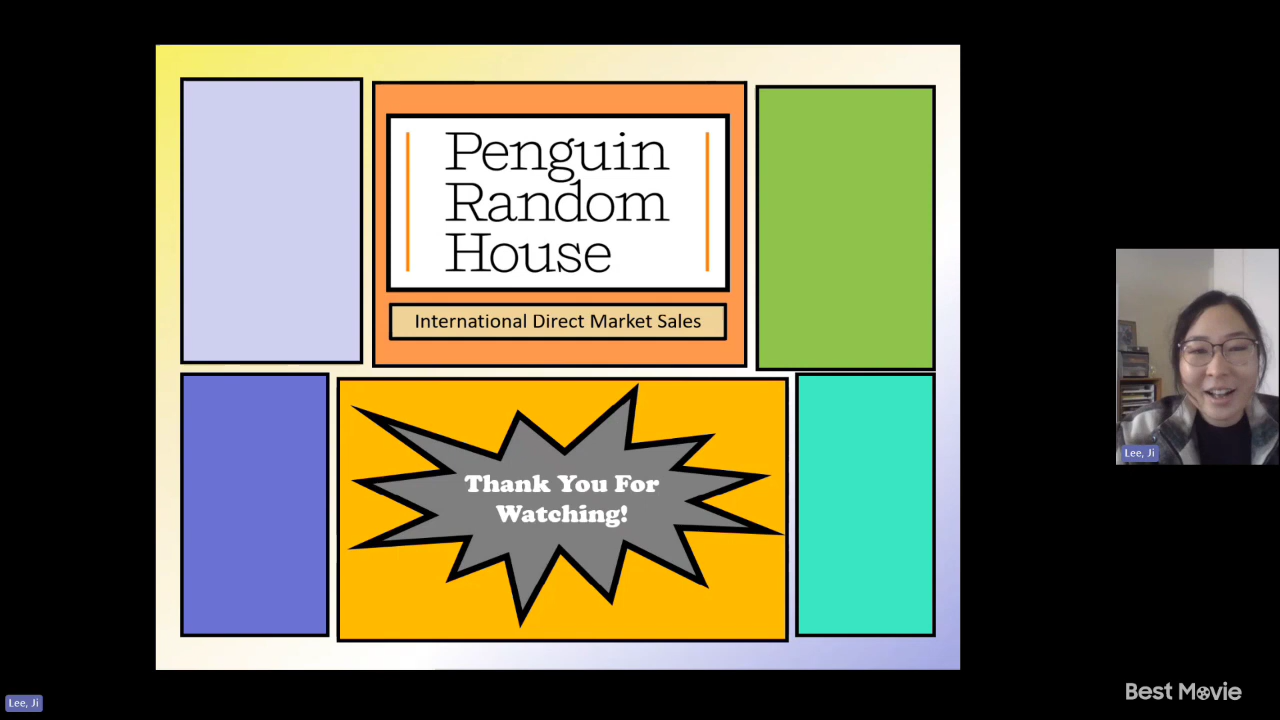 Penguin
Random
House
International Direct Market Sales
Thank You For
Watching!
Lee, Ji
Lee, Ji
Best Movie